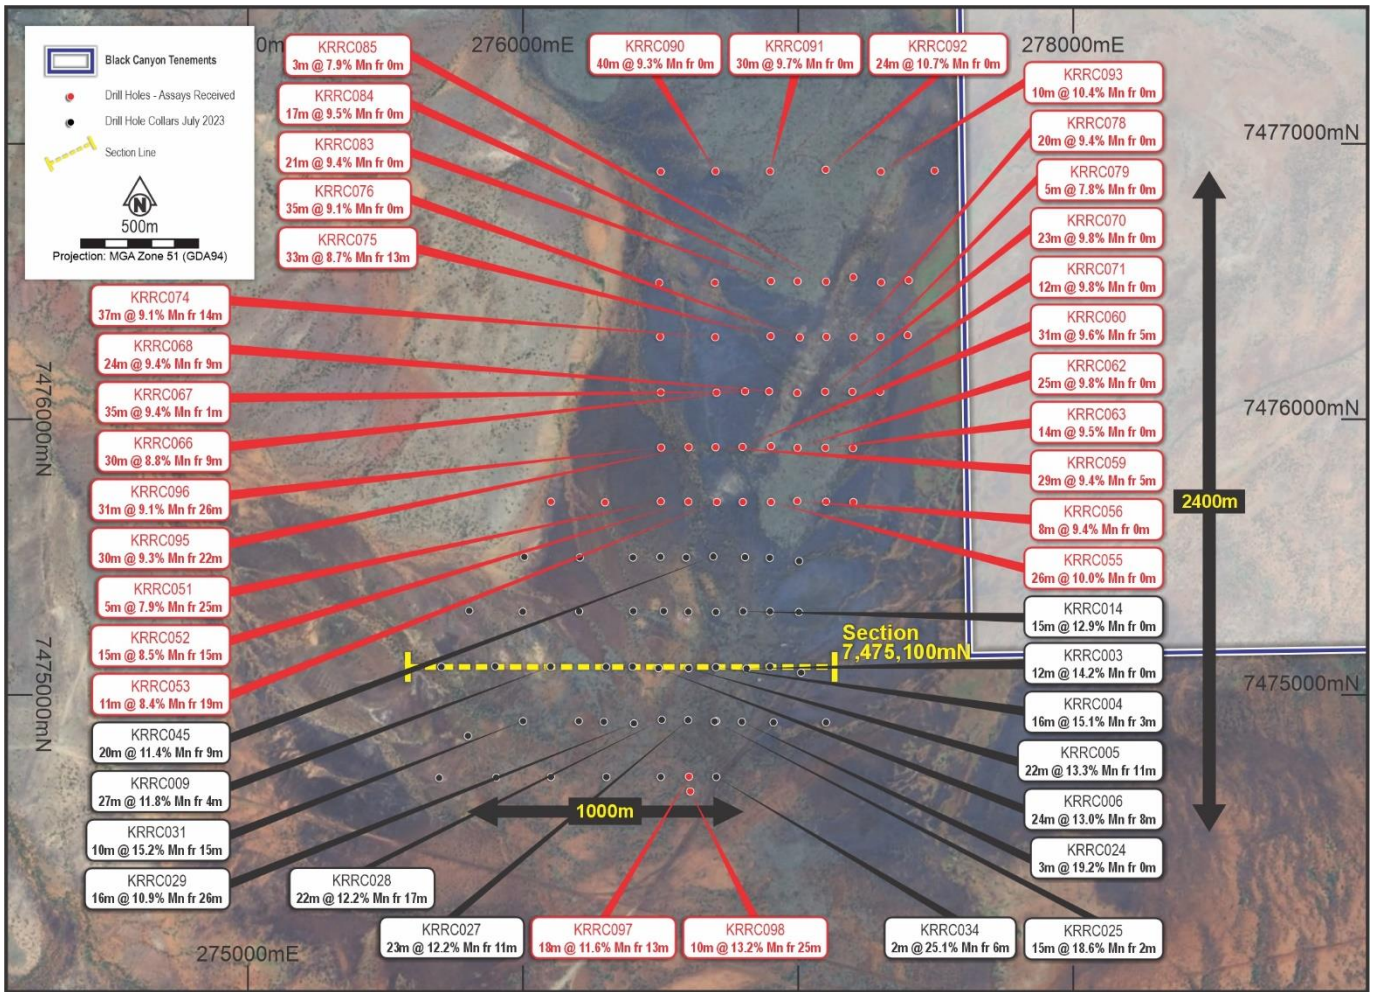 Black Canyon Tenements
Drill Holes - Assays Received
Drill Hole Collars July 2023
Section Line
N
500m
Projection: MGA Zone 51 (GDA94)
276000mE
278000mE
7477000mN
7476000mN
7475000mN
7476000mN
7475000mN
275000mE
KRRC085
3m @ 7.9% Mn fr 0m
KRRC084
17m @ 9.5% Mn fr 0m
KRRC083
21m @ 9.4% Mn fr 0m
KRRC076
35m @ 9.1% Mn fr 0m
KRRC075
33m @ 8.7% Mn fr 13m
KRRC074
37m @ 9.1% Mn fr 14m
KRRC068
24m @ 9.4% Mn fr 9m
KRRC067
35m @ 9.4% Mn fr 1m
KRRC066
30m @ 8.8% Mn fr 9m
KRRC096
31m @ 9.1% Mn fr 26m
KRRC095
30m @ 9.3% Mn fr 22m
KRRC051
5m @ 7.9% Mn fr 25m
KRRC052
15m @ 8.5% Mn fr 15m
KRRC053
11m @ 8.4% Mn fr 19m
KRRC045
20m @ 11.4% Mn fr 9m
KRRC009
27m @ 11.8% Mn fr 4m
KRRC031
10m @ 15.2% Mn fr 15m
KRRC029
16m @ 10.9% Mn fr 26m
KRRC028
22m @ 12.2% Mn fr 17m
KRRC027
23m @ 12.2% Mn fr 11m
KRRC097
18m @ 11.6% Mn fr 13m
KRRC098
10m @ 13.2% Mn fr 25m
KRRC034
2m @ 25.1% Mn fr 6m
KRRC025
15m @ 18.6% Mn fr 2m
KRRC090
40m @ 9.3% Mn fr 0m
KRRC091
30m @ 9.7% Mn fr 0m
KRRC092
24m @ 10.7% Mn fr 0m
KRRC093
10m @ 10.4% Mn fr 0m
KRRC078
20m @ 9.4% Mn fr 0m
KRRC079
5m @ 7.8% Mn fr 0m
KRRC070
23m @ 9.8% Mn fr 0m
KRRC071
12m @ 9.8% Mn fr 0m
KRRC060
31m @ 9.6% Mn fr 5m
KRRC062
25m @ 9.8% Mn fr 0m
KRRC063
14m @ 9.5% Mn fr 0m
KRRC059
29m @ 9.4% Mn fr 5m
KRRC056
8m @ 9.4% Mn fr 0m
KRRC055
26m @ 10.0% Mn fr 0m
KRRC014
15m @ 12.9% Mn fr 0m
KRRC003
12m @ 14.2% Mn fr 0m
KRRC004
16m @ 15.1% Mn fr 3m
KRRC005
22m @ 13.3% Mn fr 11m
KRRC006
24m @ 13.0% Mn fr 8m
KRRC024
3m @ 19.2% Mn fr 0m
Section
7,475,100mN
2400m
1000m